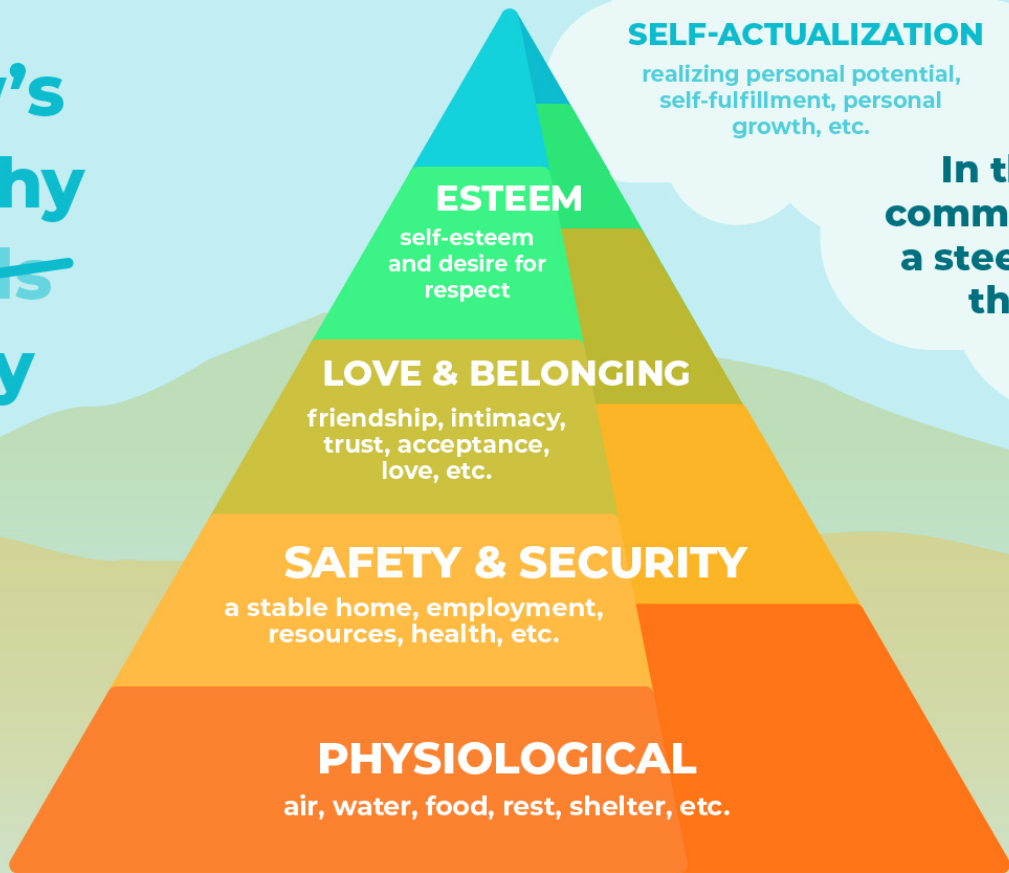 SELF-ACTUALIZATION
realizing personal potential,
self-fulfillment, personal
growth, etc.
ESTEEM
self-esteem
and desire for
respect
LOVE & BELONGING
friendship, intimacy,
trust, acceptance,
love, etc.
SAFETY & SECURITY
a stable home, employment,
resources, health, etc.
PHYSIOLOGICAL
air, water, food, rest, shelter, etc.
In